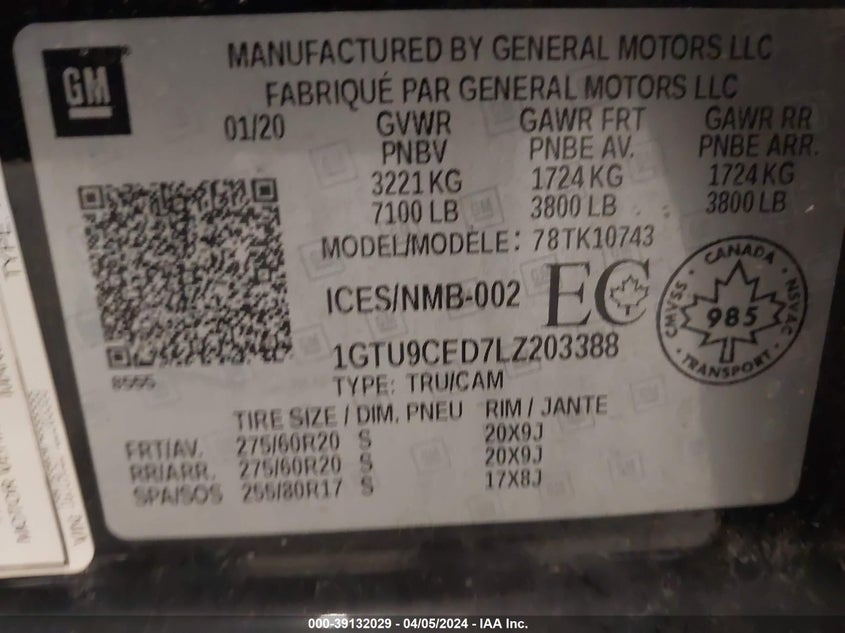 GM
MANUFACTURED BY GENERAL MOTORS LLC
FABRIQUÉ PAR GENERAL MOTORS LLC
01/20 GVWR GAWR FRT GAWR RR
PNBV PNBE AV. PNBE ARR.
3221 KG 1724 KG 1724 KG
7100 LB 3800 LB 3800 LB
MODEL/MODÈLE: 78TK10743
ICES/NMB-002 EC
CANADA
CMVSS 985 NSVAC
TRANSPORT
1GTU9CED7LZ203388
TYPE: TRU/CAM
TIRE SIZE / DIM. PNEU RIM / JANTE
FRT/AV. 275/60R20 S 20X9J
RR/ARR. 275/60R20 S 20X9J
SPA/SOS 255/80R17 S 17X8J
000-39132029 - 04/05/2024 - IAA Inc.